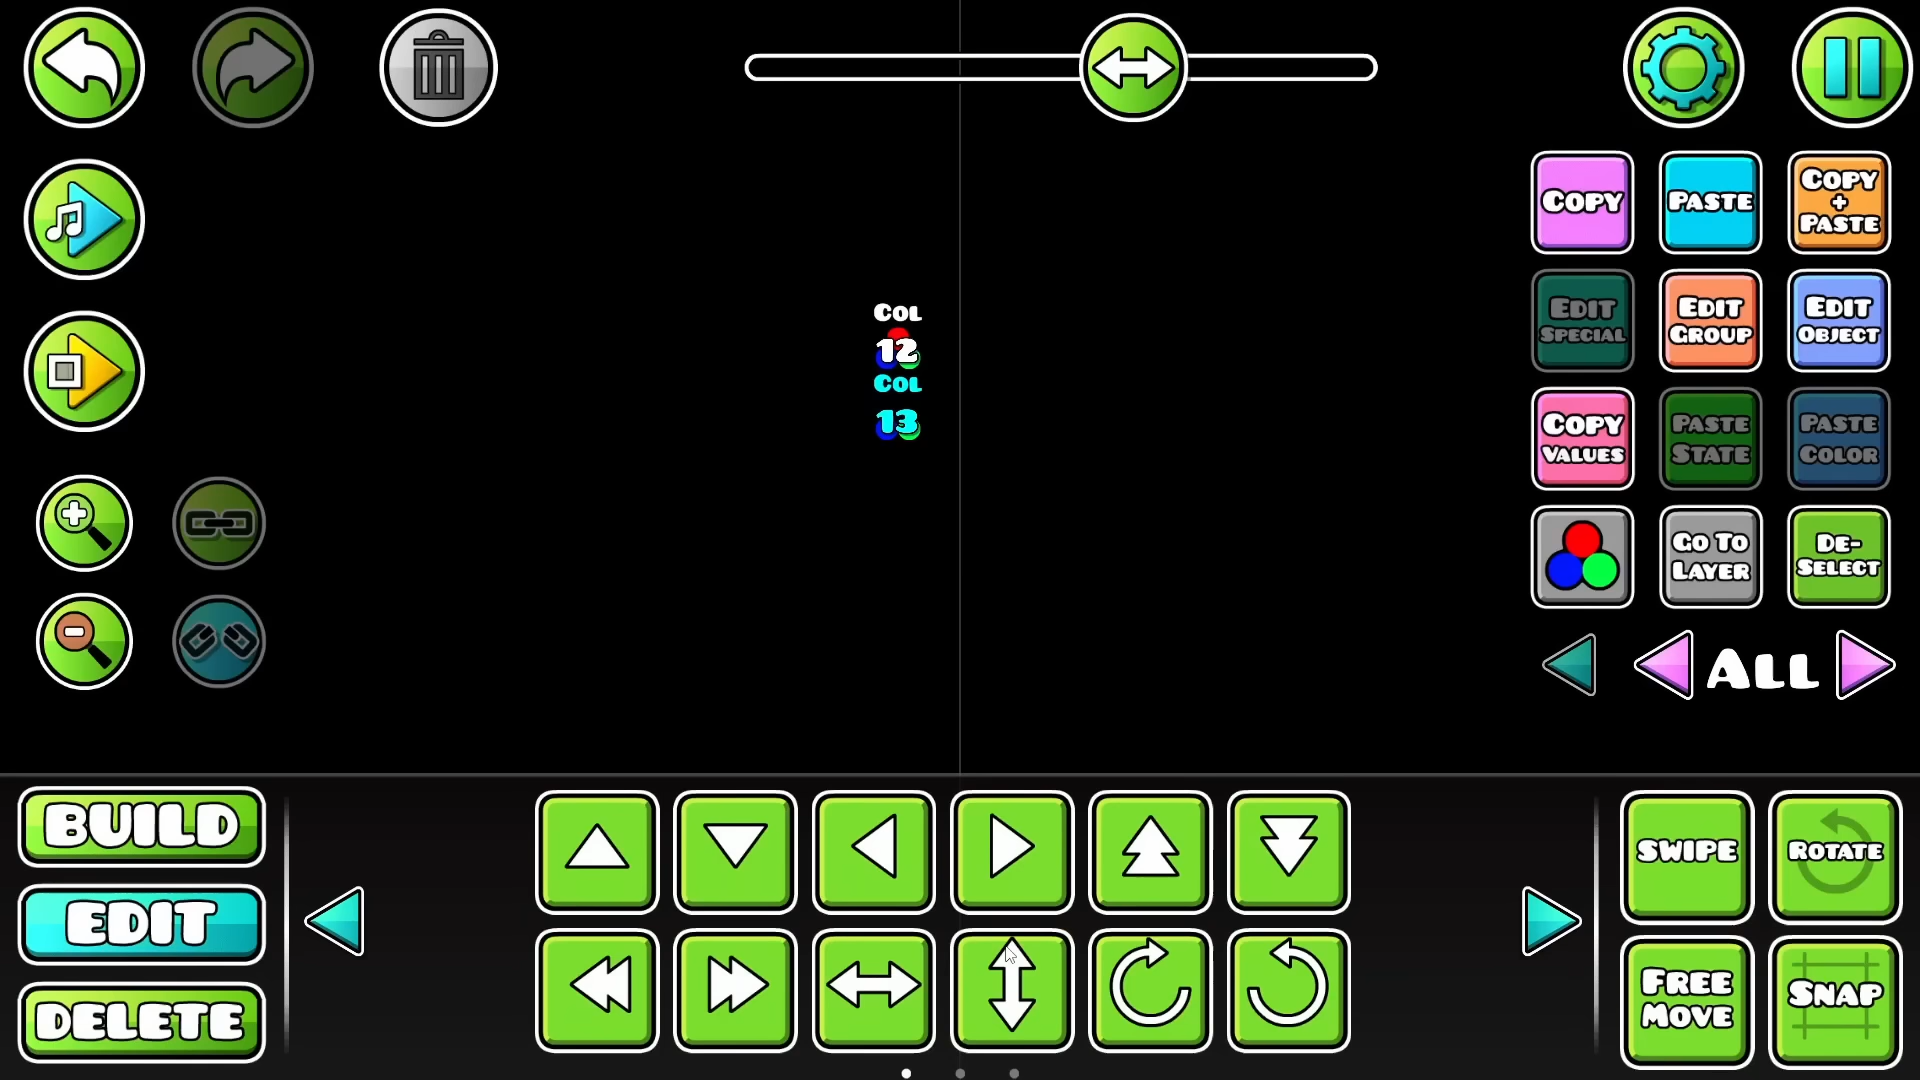 COPY
PASTE
COPY
+
PASTE
COL
12
COL
13
EDIT
SPECIAL
EDIT
GROUP
EDIT
OBJECT
COPY
VALUES
PASTE
STATE
PASTE
COLOR
GO TO
LAYER
DE-
SELECT
ALL
BUILD
EDIT
DELETE
SWIPE
ROTATE
FREE
MOVE
SNAP